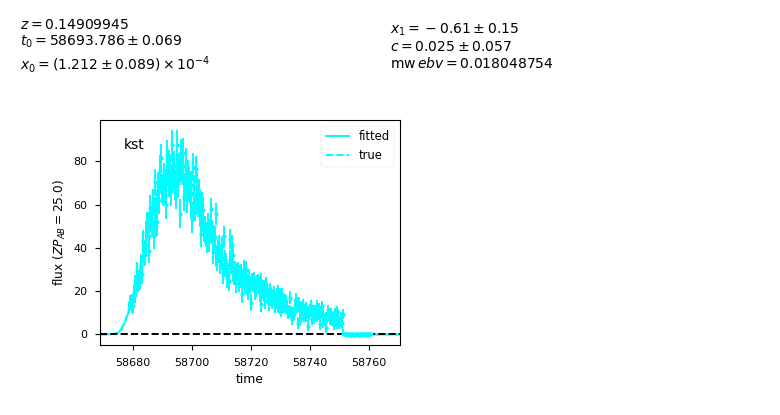 z = 0.14909945
t₀ = 58693.786 ± 0.069
x₀ = (1.212 ± 0.089) × 10⁻⁴
x₁ = −0.61 ± 0.15
c = 0.025 ± 0.057
mw ebv = 0.018048754
kst
fitted
true
flux (ZP_AB = 25.0)
80
60
40
20
0
58680 58700 58720 58740 58760
time